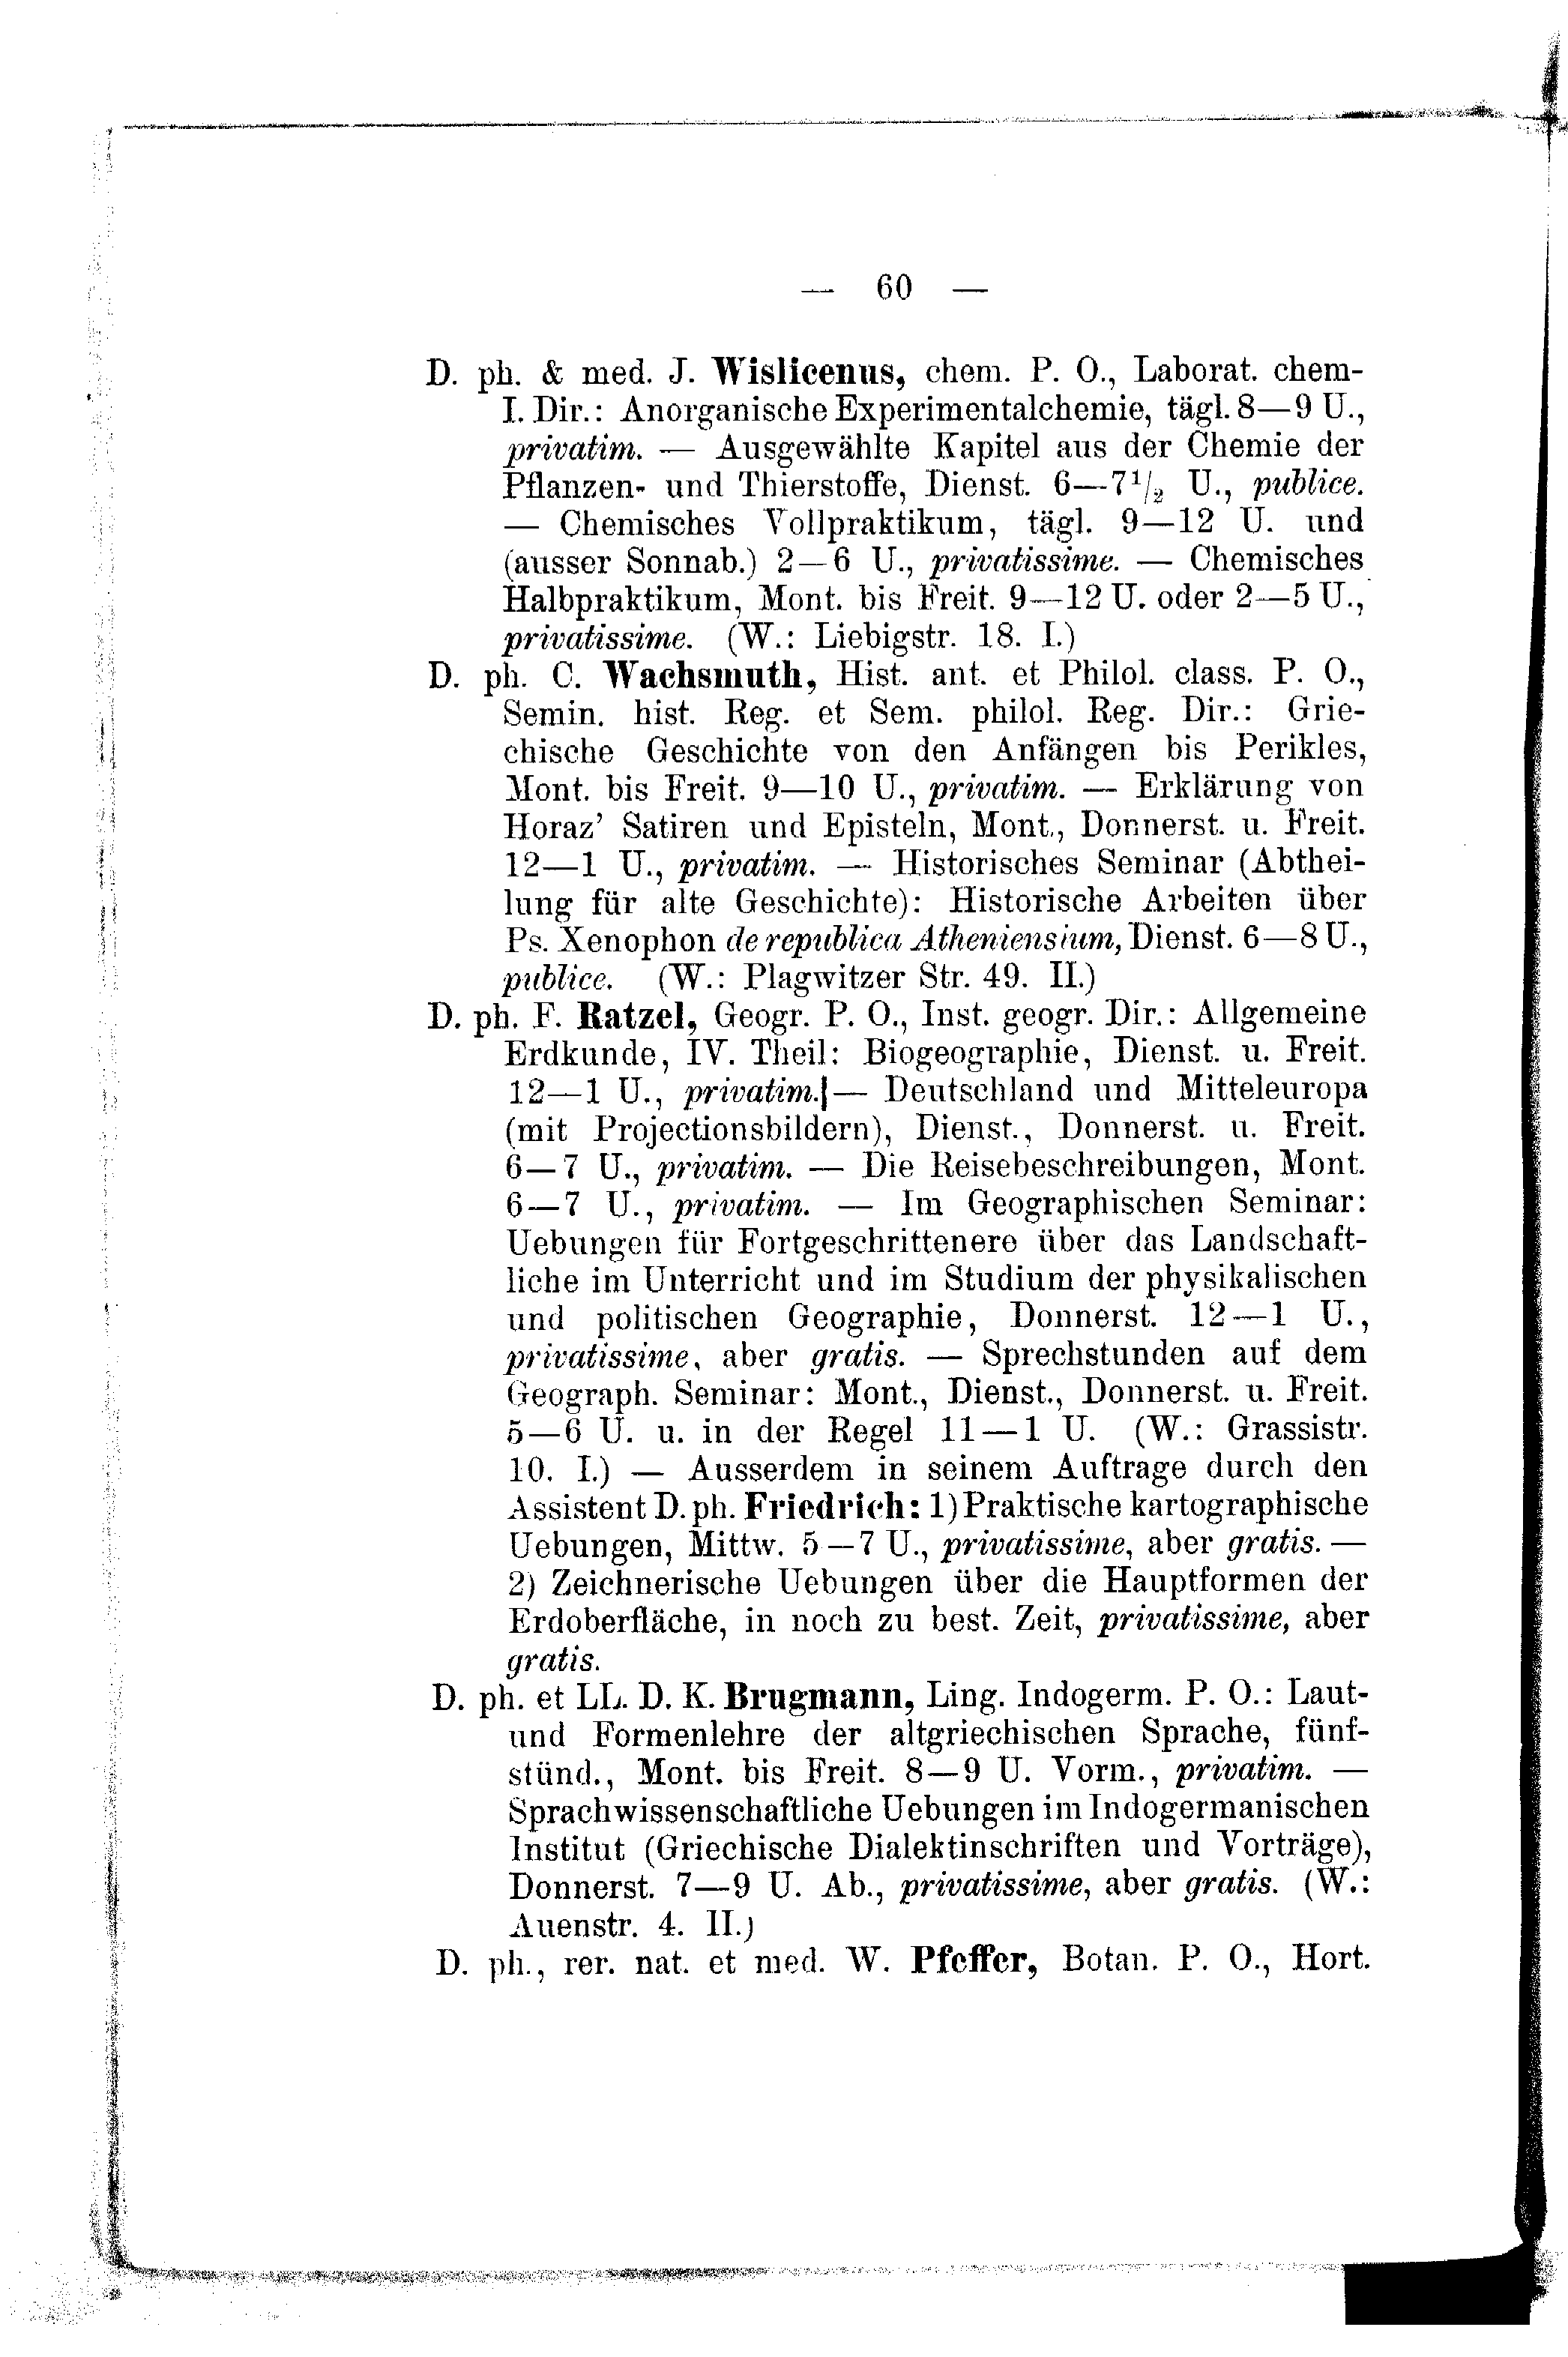 — 60 —
D. ph. & med. J. Wislicenus, chem. P. O., Laborat. chem-
I. Dir.: Anorganische Experimentalchemie, tägl. 8—9 U.,
privatim. — Ausgewählte Kapitel aus der Chemie der
Pflanzen- und Thierstoffe, Dienst. 6—7½ U., publice.
— Chemisches Vollpraktikum, tägl. 9—12 U. und
(ausser Sonnab.) 2—6 U., privatissime. — Chemisches
Halbpraktikum, Mont. bis Freit. 9—12 U. oder 2—5 U.,
privatissime. (W.: Liebigstr. 18. I.)
D. ph. C. Wachsmuth, Hist. ant. et Philol. class. P. O.,
Semin. hist. Reg. et Sem. philol. Reg. Dir.: Grie-
chische Geschichte von den Anfängen bis Perikles,
Mont. bis Freit. 9—10 U., privatim. — Erklärung von
Horaz’ Satiren und Episteln, Mont., Donnerst. u. Freit.
12—1 U., privatim. — Historisches Seminar (Abthei-
lung für alte Geschichte): Historische Arbeiten über
Ps. Xenophon de republica Atheniensium, Dienst. 6—8 U.,
publice. (W.: Plagwitzer Str. 49. II.)
D. ph. F. Ratzel, Geogr. P. O., Inst. geogr. Dir.: Allgemeine
Erdkunde, IV. Theil: Biogeographie, Dienst. u. Freit.
12—1 U., privatim. — Deutschland und Mitteleuropa
(mit Projectionsbildern), Dienst., Donnerst. u. Freit.
6—7 U., privatim. — Die Reisebeschreibungen, Mont.
6—7 U., privatim. — Im Geographischen Seminar:
Uebungen für Fortgeschrittenere über das Landschaft-
liche im Unterricht und im Studium der physikalischen
und politischen Geographie, Donnerst. 12—1 U.,
privatissime, aber gratis. — Sprechstunden auf dem
Geograph. Seminar: Mont., Dienst., Donnerst. u. Freit.
5—6 U. u. in der Regel 11—1 U. (W.: Grassistr.
10. I.) — Ausserdem in seinem Auftrage durch den
Assistent D. ph. Friedrich: 1) Praktische kartographische
Uebungen, Mittw. 5—7 U., privatissime, aber gratis. —
2) Zeichnerische Uebungen über die Hauptformen der
Erdoberfläche, in noch zu best. Zeit, privatissime, aber
gratis.
D. ph. et LL. D. K. Brugmann, Ling. Indogerm. P. O.: Laut-
und Formenlehre der altgriechischen Sprache, fünf-
stünd., Mont. bis Freit. 8—9 U. Vorm., privatim. —
Sprachwissenschaftliche Uebungen im Indogermanischen
Institut (Griechische Dialektinschriften und Vorträge),
Donnerst. 7—9 U. Ab., privatissime, aber gratis. (W.:
Auenstr. 4. II.)
D. ph., rer. nat. et med. W. Pfeffer, Botan. P. O., Hort.